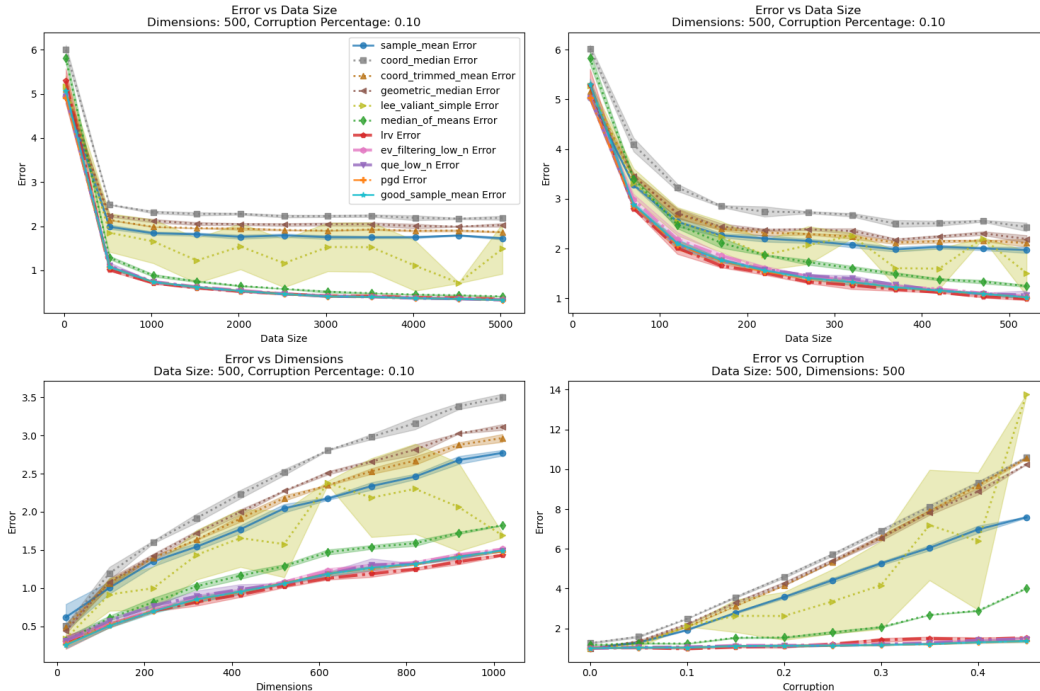 Error vs Data Size
Dimensions: 500, Corruption Percentage: 0.10
Error
6
5
4
3
2
1
0
1000
2000
3000
4000
5000
Data Size
sample_mean Error
coord_median Error
coord_trimmed_mean Error
geometric_median Error
lee_valiant_simple Error
median_of_means Error
lrv Error
ev_filtering_low_n Error
que_low_n Error
pgd Error
good_sample_mean Error
Error vs Data Size
Dimensions: 500, Corruption Percentage: 0.10
Error
6
5
4
3
2
1
0
100
200
300
400
500
Data Size
Error vs Dimensions
Data Size: 500, Corruption Percentage: 0.10
Error
3.5
3.0
2.5
2.0
1.5
1.0
0.5
0
200
400
600
800
1000
Dimensions
Error vs Corruption
Data Size: 500, Dimensions: 500
Error
14
12
10
8
6
4
2
0.0
0.1
0.2
0.3
0.4
Corruption